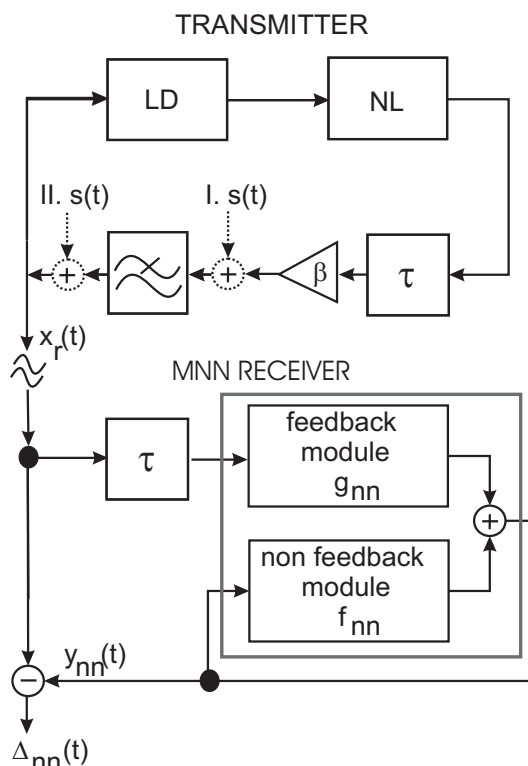 TRANSMITTER
LD
NL
II. s(t)
I. s(t)
+
+
β
τ
x_r(t)
MNN RECEIVER
τ
feedback
module
g_nn
+
non feedback
module
f_nn
y_nn(t)
−
Δ_nn(t)